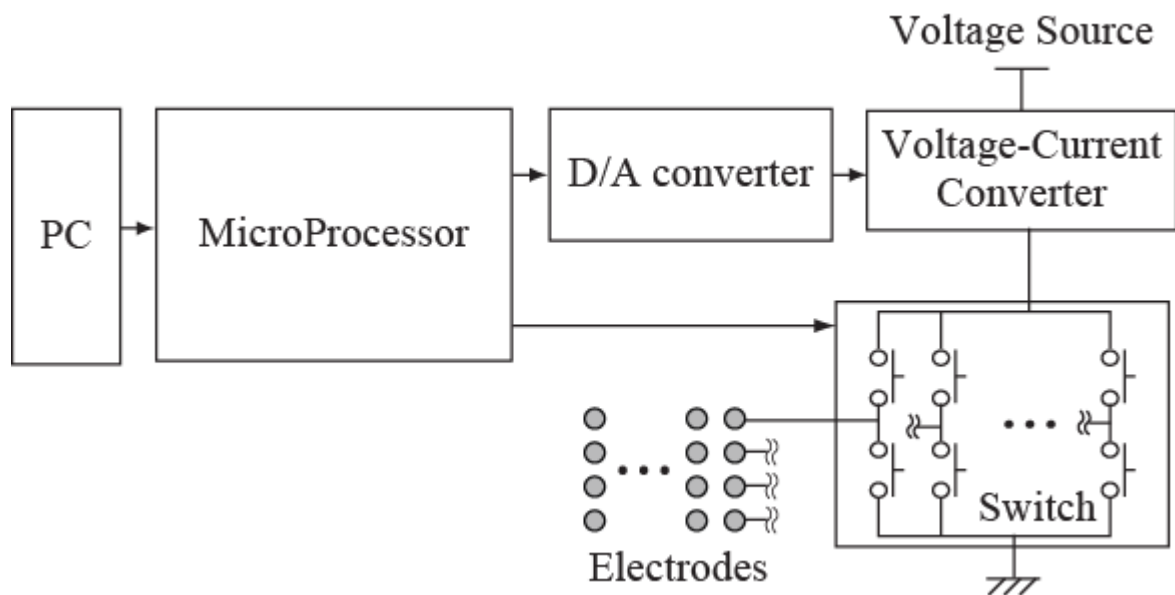 Voltage Source
PC
MicroProcessor
D/A converter
Voltage-Current
Converter
Switch
Electrodes